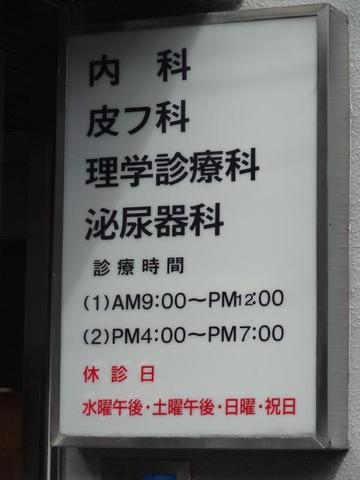 内 科
皮フ科
理学診療科
泌尿器科
診療時間
(1)AM9:00～PM12:00
(2)PM4:00～PM7:00
休診日
水曜午後・土曜午後・日曜・祝日